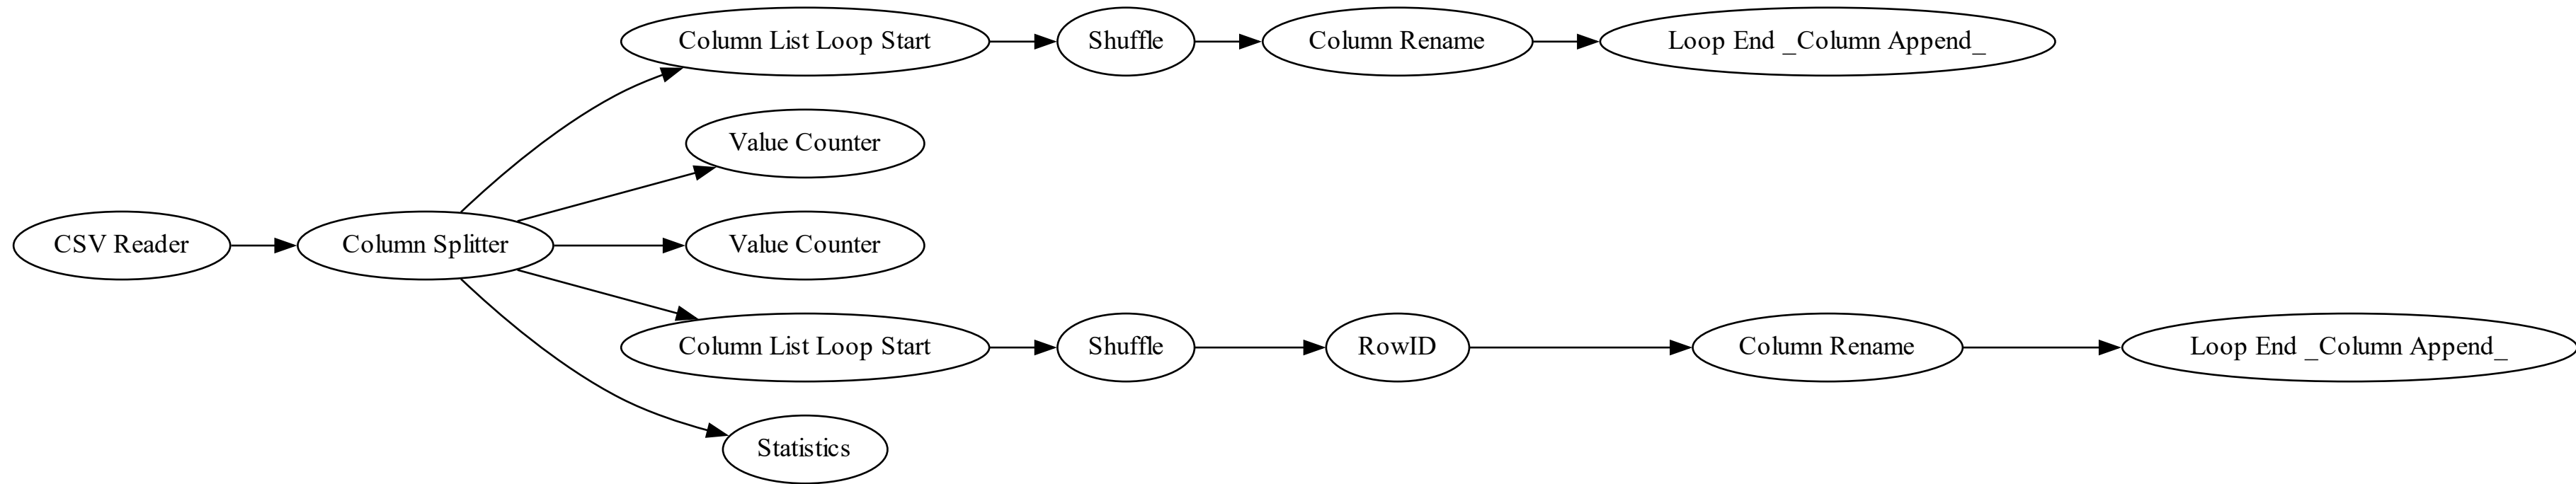 Column List Loop Start
Shuffle
Column Rename
Loop End _Column Append_
Value Counter
CSV Reader
Column Splitter
Value Counter
Column List Loop Start
Shuffle
RowID
Column Rename
Loop End _Column Append_
Statistics